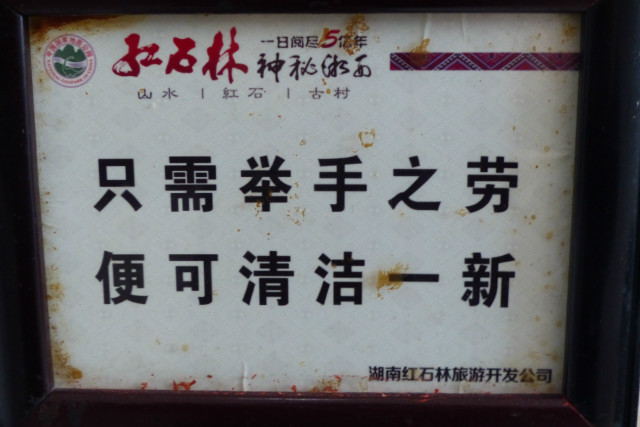 红石林
一日阅尽5亿年
神秘湘西
山水 | 红石 | 古村
只需举手之劳
便可清洁一新
湖南红石林旅游开发公司